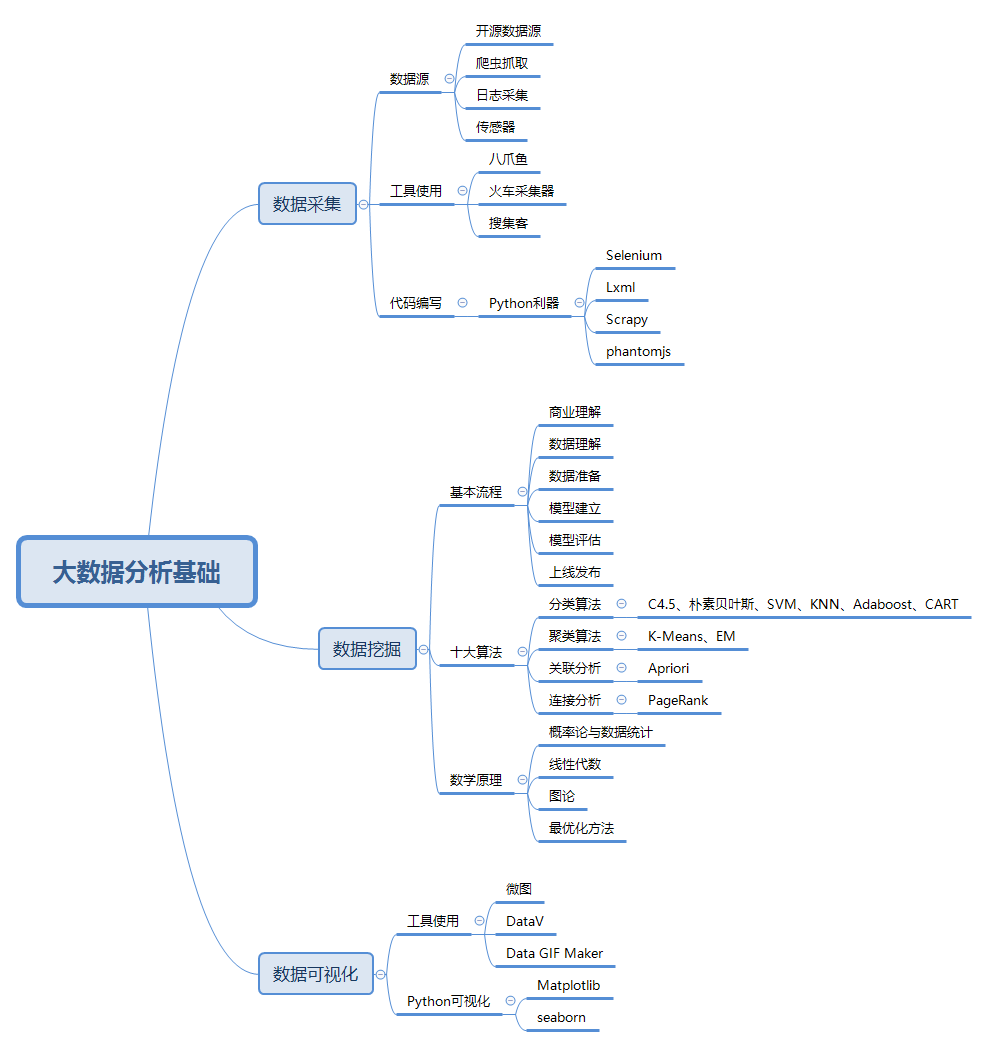 大数据分析基础
数据采集
数据源
开源数据源
爬虫抓取
日志采集
传感器
工具使用
八爪鱼
火车采集器
搜集客
代码编写
Python利器
Selenium
Lxml
Scrapy
phantomjs
数据挖掘
基本流程
商业理解
数据理解
数据准备
模型建立
模型评估
上线发布
十大算法
分类算法
C4.5、朴素贝叶斯、SVM、KNN、Adaboost、CART
聚类算法
K-Means、EM
关联分析
Apriori
连接分析
PageRank
数学原理
概率论与数据统计
线性代数
图论
最优化方法
数据可视化
工具使用
微图
DataV
Data GIF Maker
Python可视化
Matplotlib
seaborn